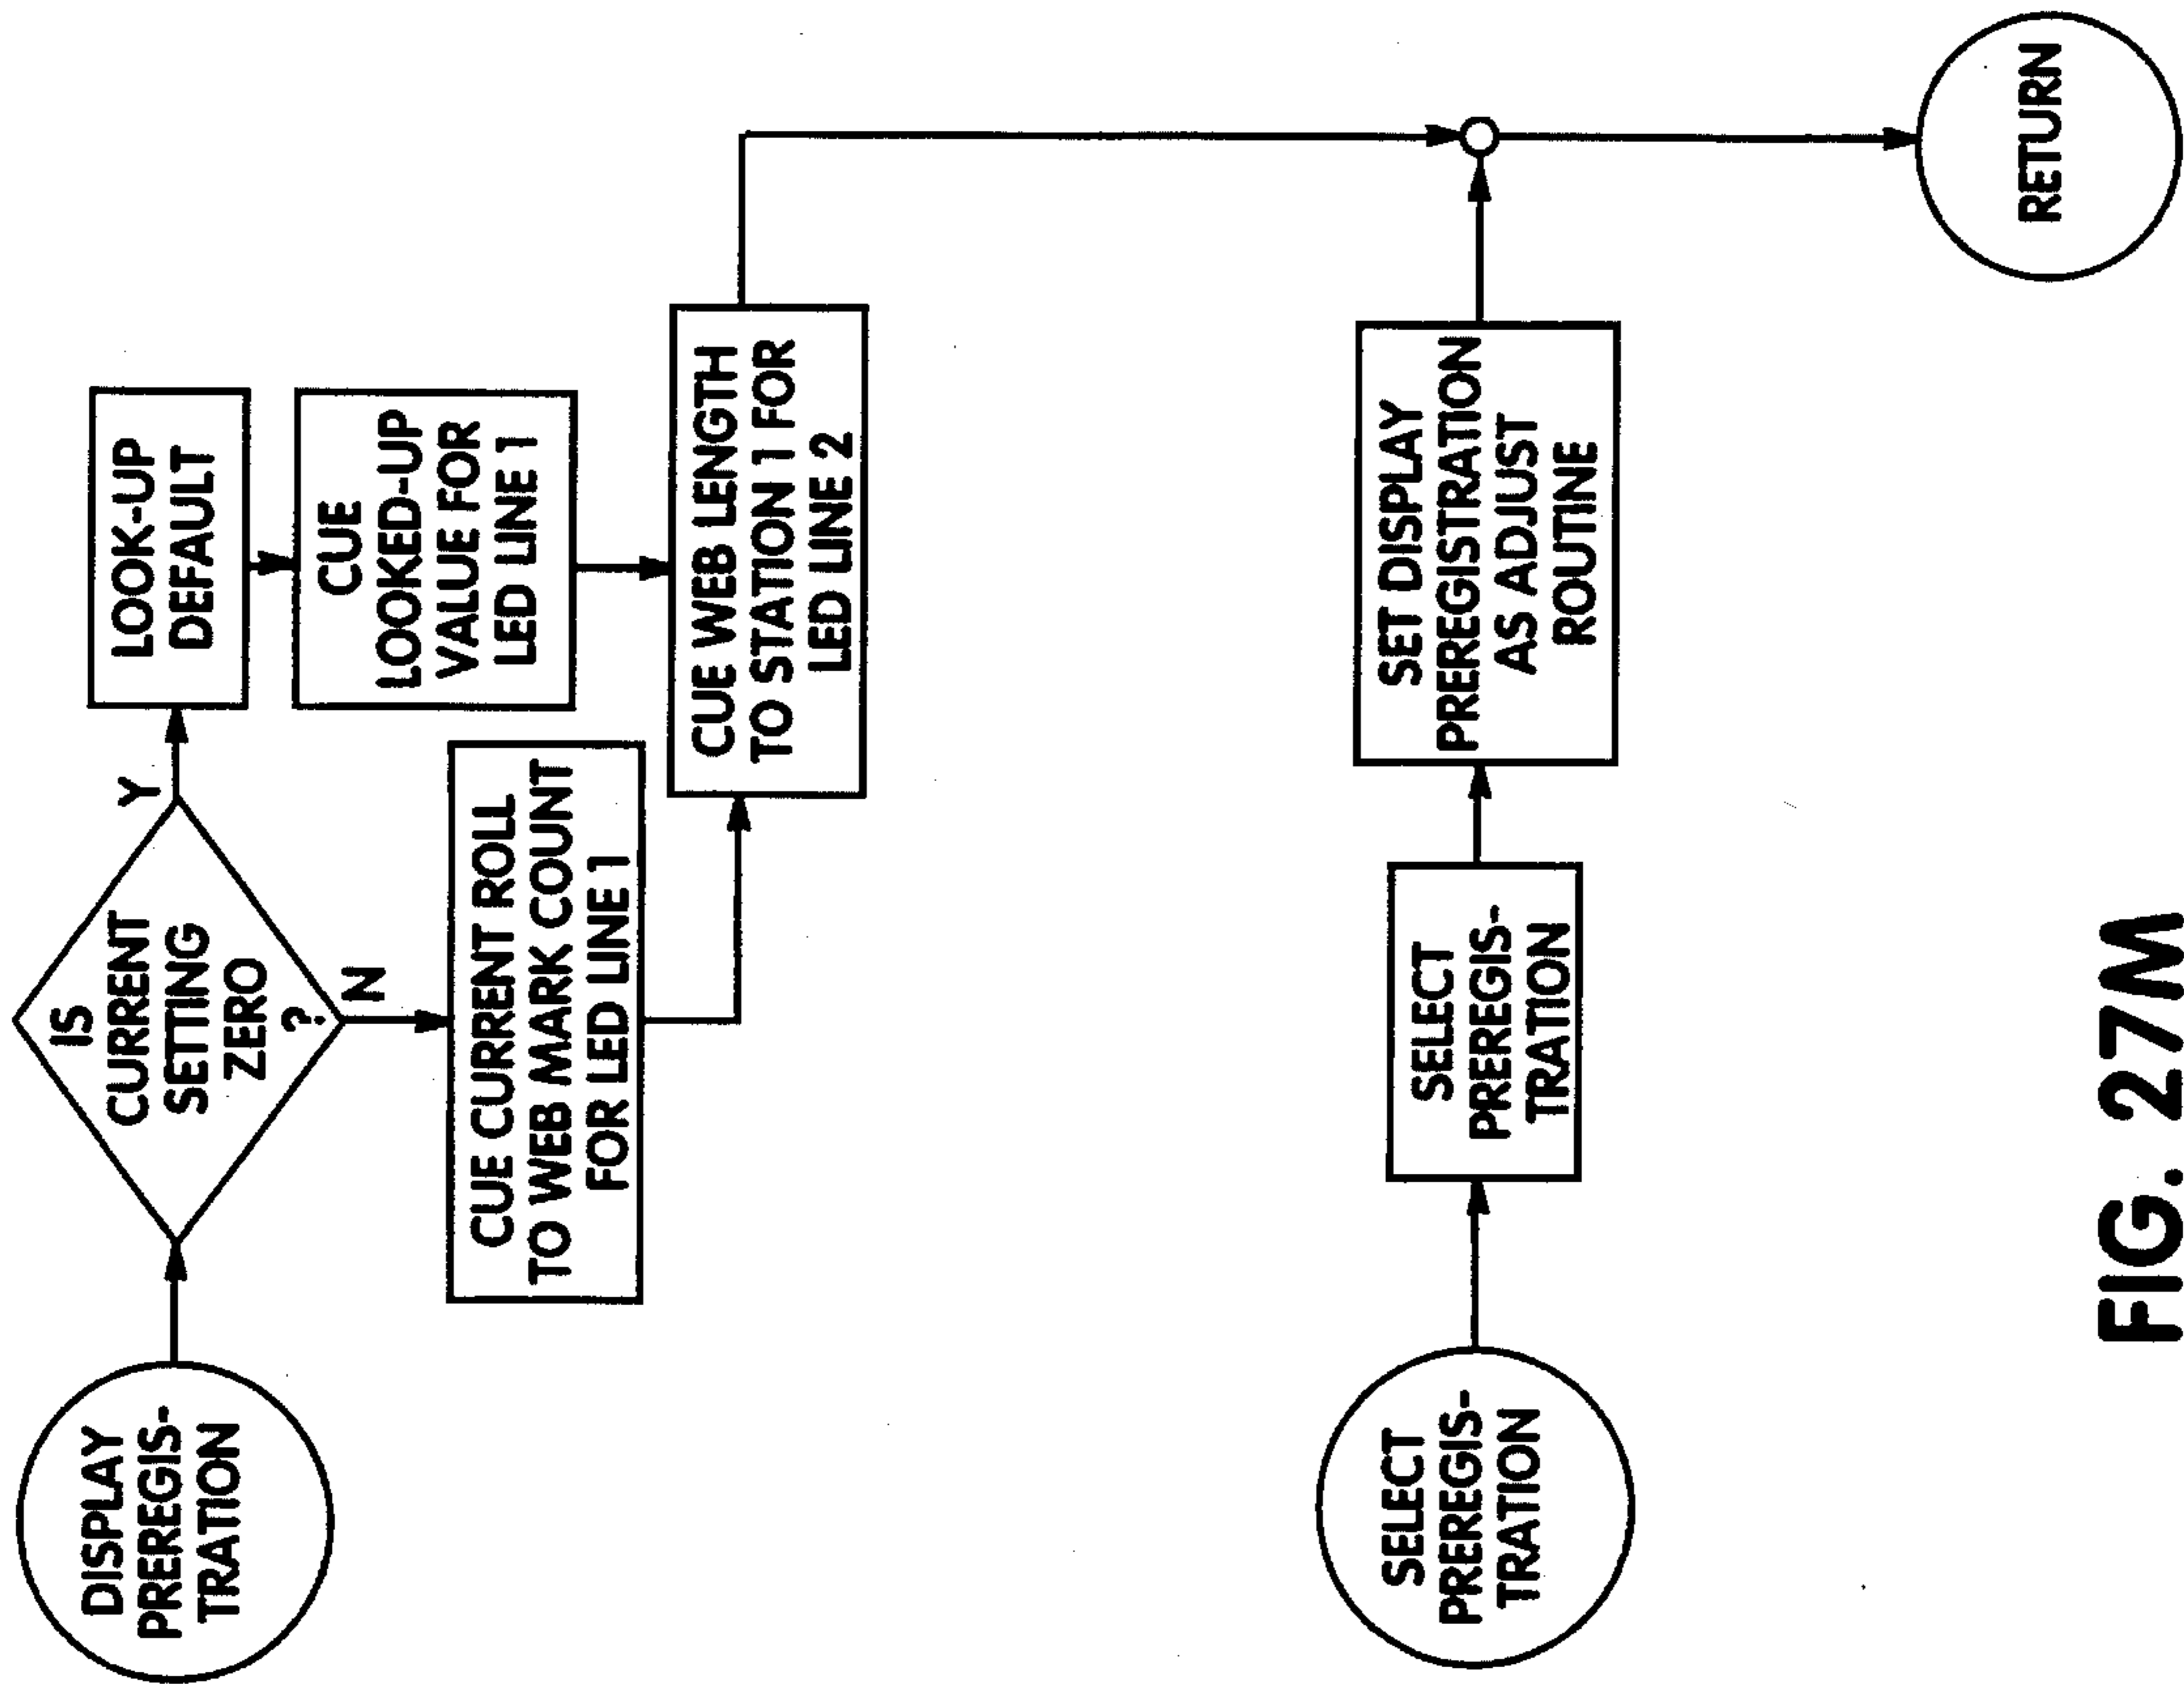 DISPLAY
PREREGIS-
TRATION
IS
CURRENT
SETTING
ZERO
?
Y
N
LOOK-UP
DEFAULT
CUE
LOOKED-UP
VALUE FOR
LED LINE 1
CUE CURRENT ROLL
TO WEB MARK COUNT
FOR LED LINE 1
CUE WEB LENGTH
TO STATION 1 FOR
LED LINE 2
SELECT
PREREGIS-
TRATION
SELECT
PREREGIS-
TRATION
SET DISPLAY
PREREGISTRATION
AS ADJUST
ROUTINE
RETURN
FIG. 27M